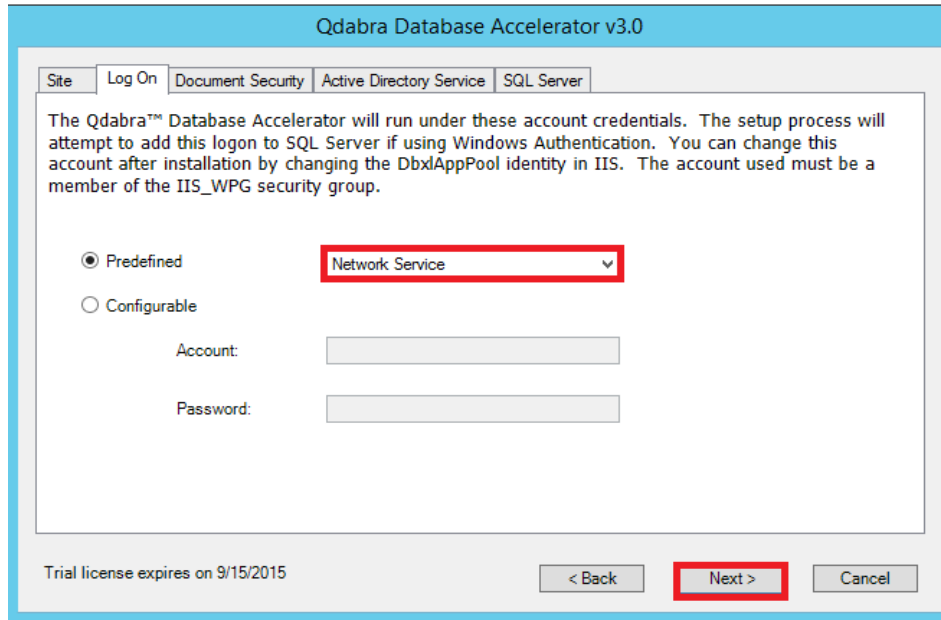 Qdabra Database Accelerator v3.0
Site Log On Document Security Active Directory Service SQL Server
The Qdabra™ Database Accelerator will run under these account credentials. The setup process will
attempt to add this logon to SQL Server if using Windows Authentication. You can change this
account after installation by changing the DbxlAppPool identity in IIS. The account used must be a
member of the IIS_WPG security group.
Predefined Network Service
Configurable
Account:
Password:
Trial license expires on 9/15/2015 < Back Next > Cancel